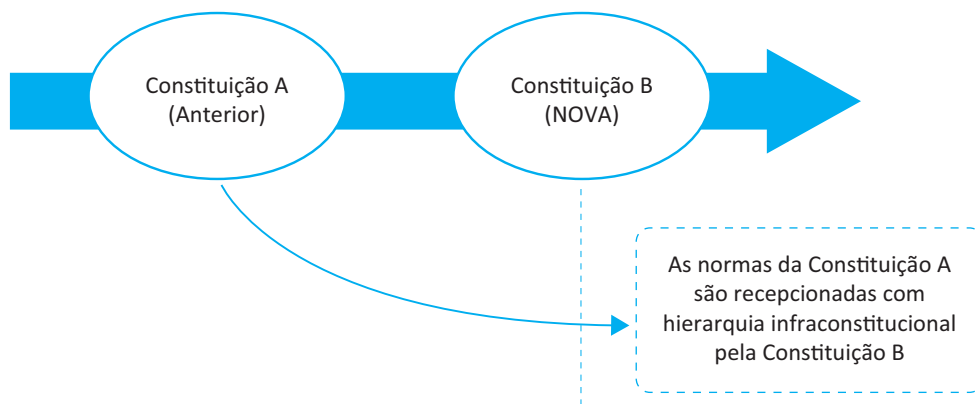 Constituição A
(Anterior)
Constituição B
(NOVA)
As normas da Constituição A
são recepcionadas com
hierarquia infraconstitucional
pela Constituição B